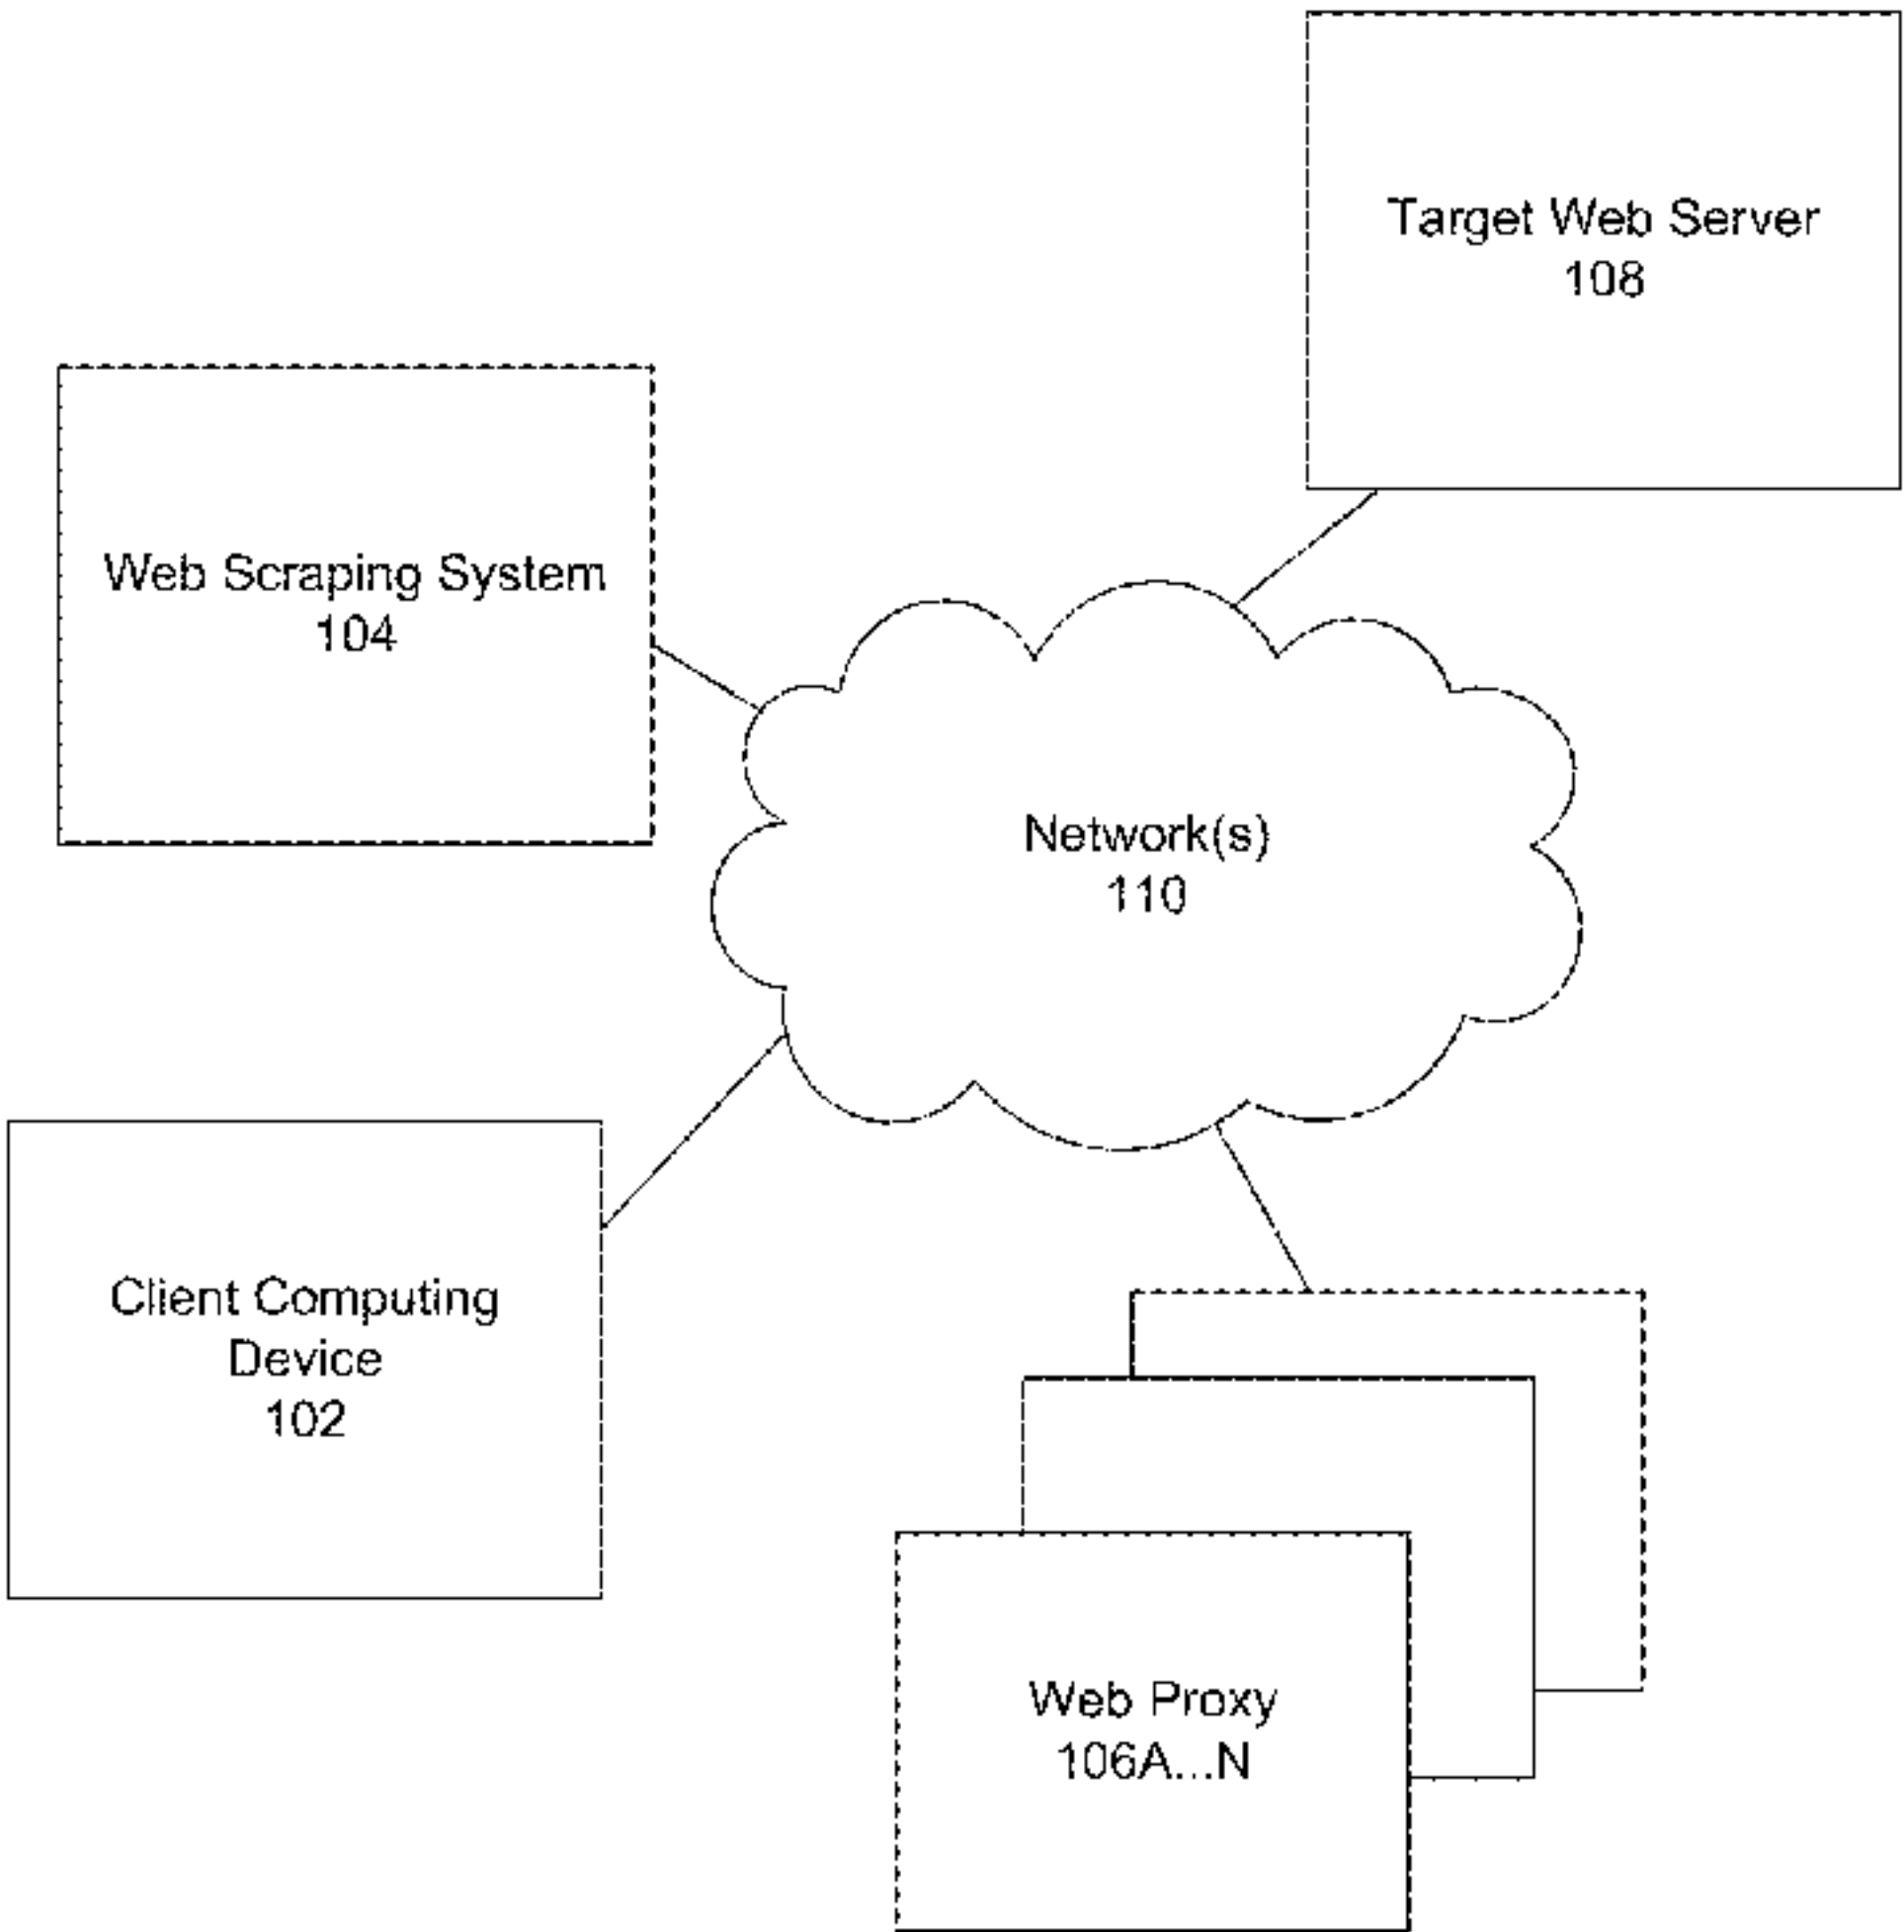 Target Web Server
108
Web Scraping System
104
Network(s)
110
Client Computing
Device
102
Web Proxy
106A...N